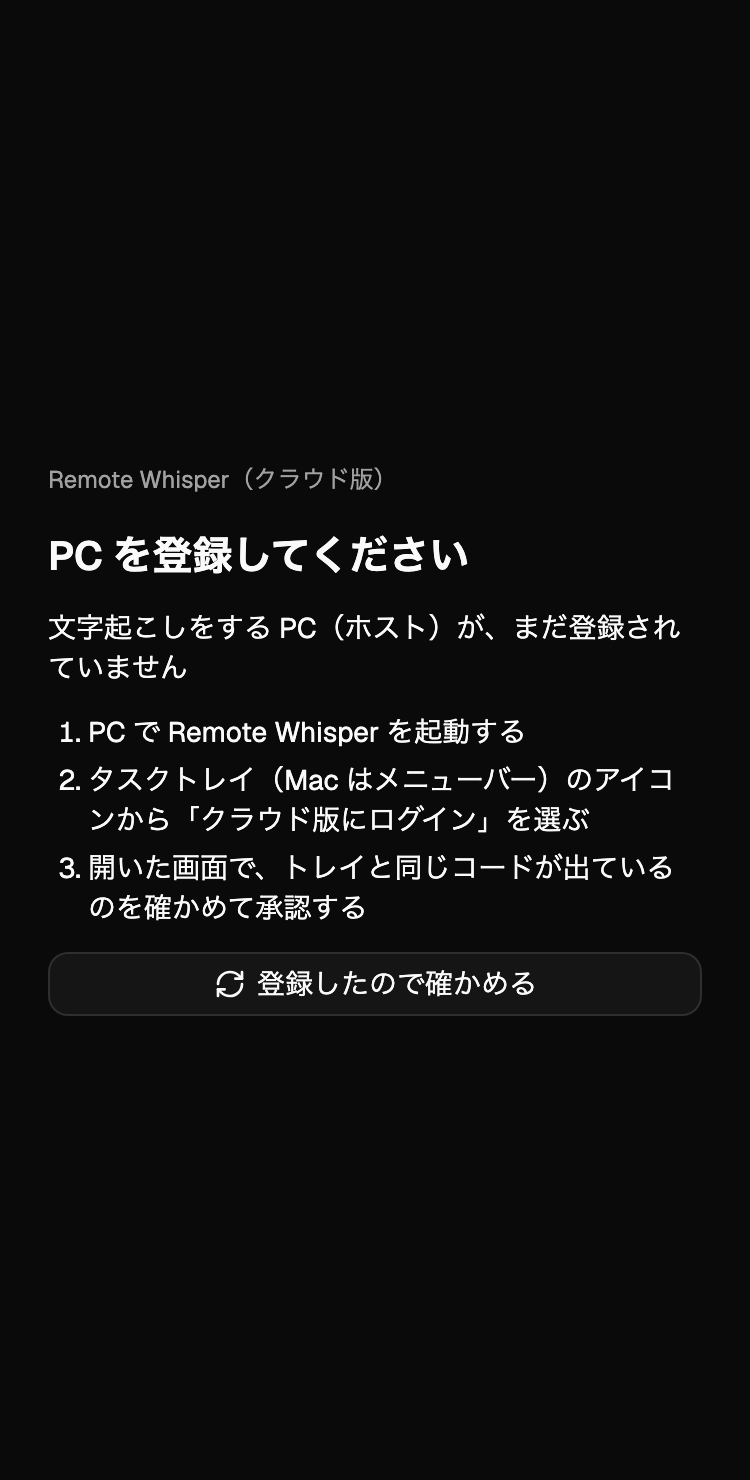 Remote Whisper（クラウド版）
PC を登録してください
文字起こしをする PC（ホスト）が、まだ登録され
ていません
1. PC で Remote Whisper を起動する
2. タスクトレイ（Mac はメニューバー）のアイコ
ンから「クラウド版にログイン」を選ぶ
3. 開いた画面で、トレイと同じコードが出ている
のを確かめて承認する
登録したので確かめる